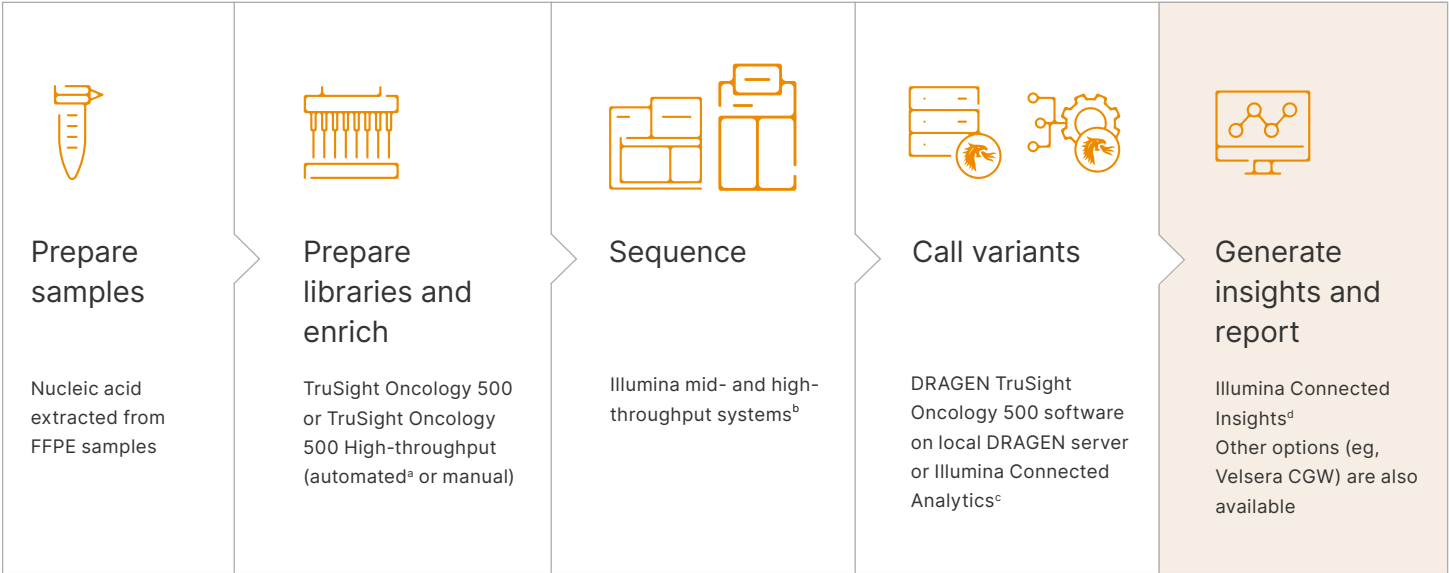 Prepare
samples
Nucleic acid
extracted from
FFPE samples
Prepare
libraries and
enrich
TruSight Oncology 500
or TruSight Oncology
500 High-throughput
(automatedᵃ or manual)
Sequence
Illumina mid- and high-
throughput systemsᵇ
Call variants
DRAGEN TruSight
Oncology 500 software
on local DRAGEN server
or Illumina Connected
Analyticsᶜ
Generate
insights and
report
Illumina Connected
Insightsᵈ
Other options (eg,
Velsera CGW) are also
available